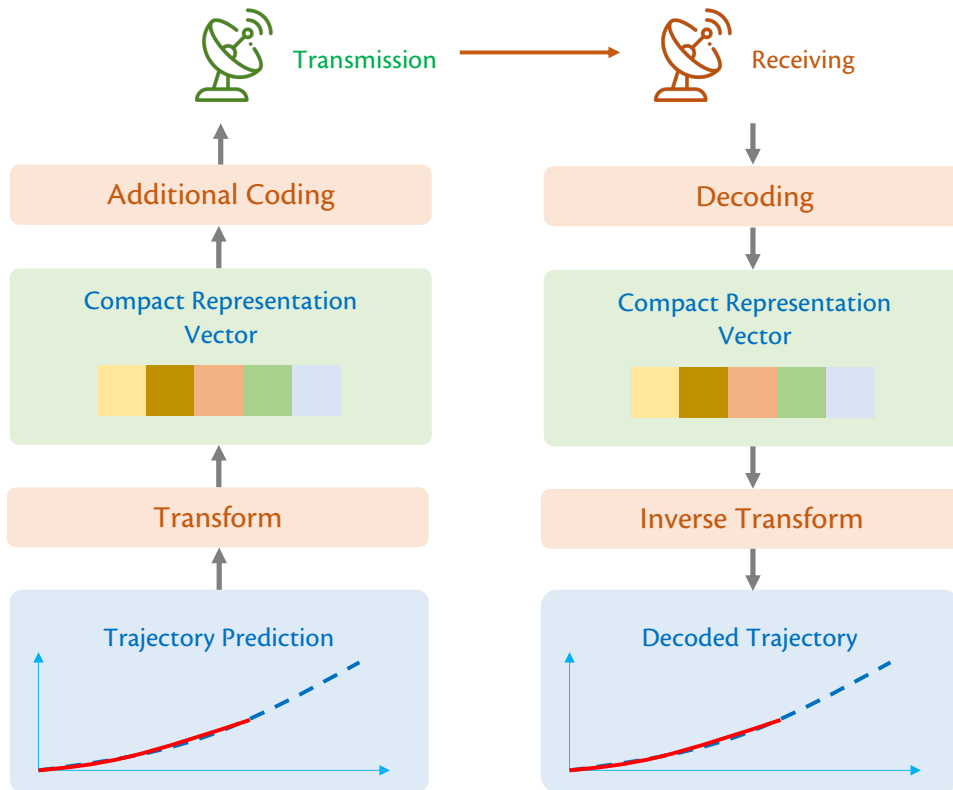 Transmission
Receiving
Additional Coding
Decoding
Compact Representation
Vector
Compact Representation
Vector
Transform
Inverse Transform
Trajectory Prediction
Decoded Trajectory